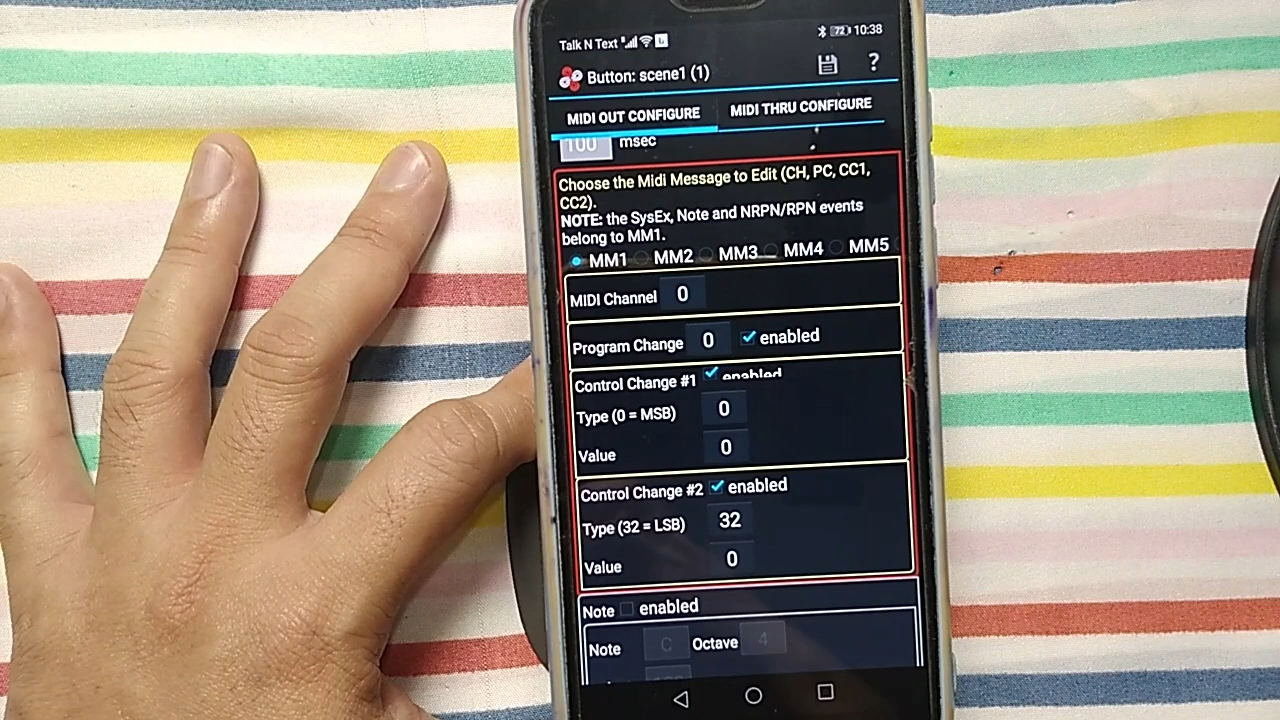 Talk N Text 72 10:38
Button: scene1 (1) ?
MIDI OUT CONFIGURE MIDI THRU CONFIGURE
100 msec
Choose the Midi Message to Edit (CH, PC, CC1,
CC2).
NOTE: the SysEx, Note and NRPN/RPN events
belong to MM1.
MM1 MM2 MM3 MM4 MM5
MIDI Channel 0
Program Change 0 enabled
Control Change #1 enabled
Type (0 = MSB) 0
Value 0
Control Change #2 enabled
Type (32 = LSB) 32
Value 0
Note enabled
Note C Octave 4